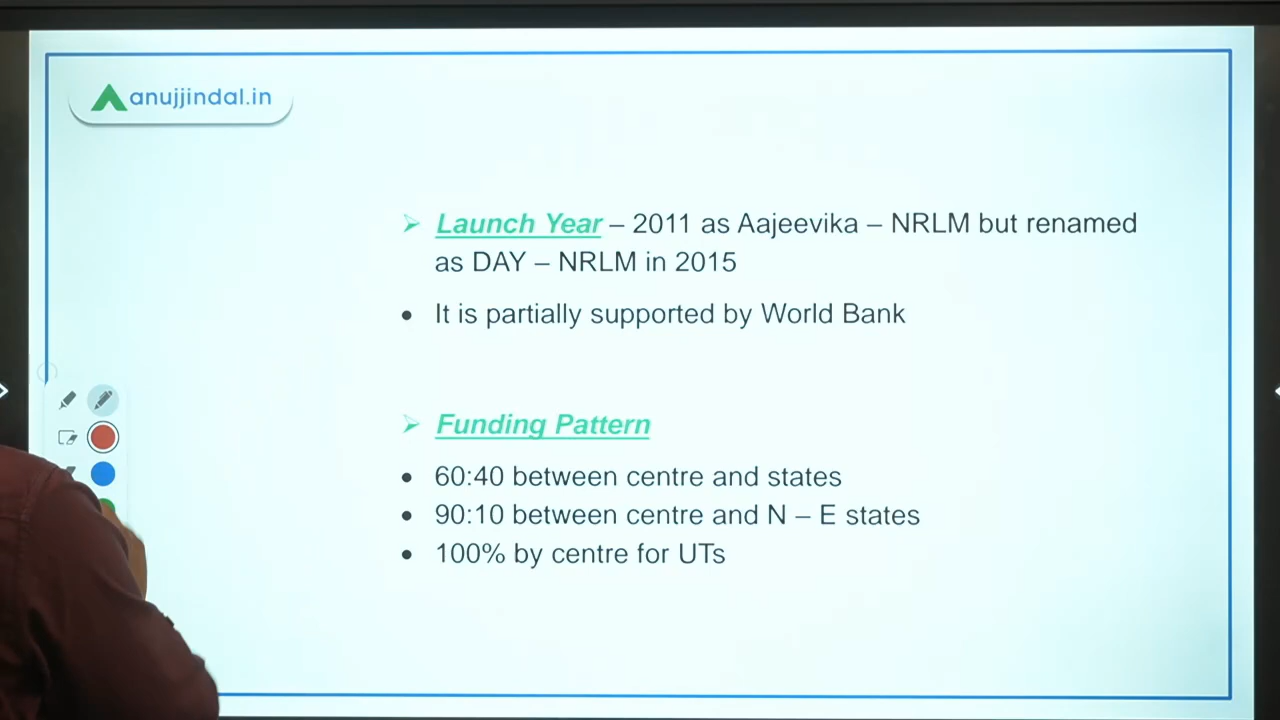 anujjindal.in
➢ Launch Year – 2011 as Aajeevika – NRLM but renamed
as DAY – NRLM in 2015
• It is partially supported by World Bank
➢ Funding Pattern
• 60:40 between centre and states
• 90:10 between centre and N – E states
• 100% by centre for UTs